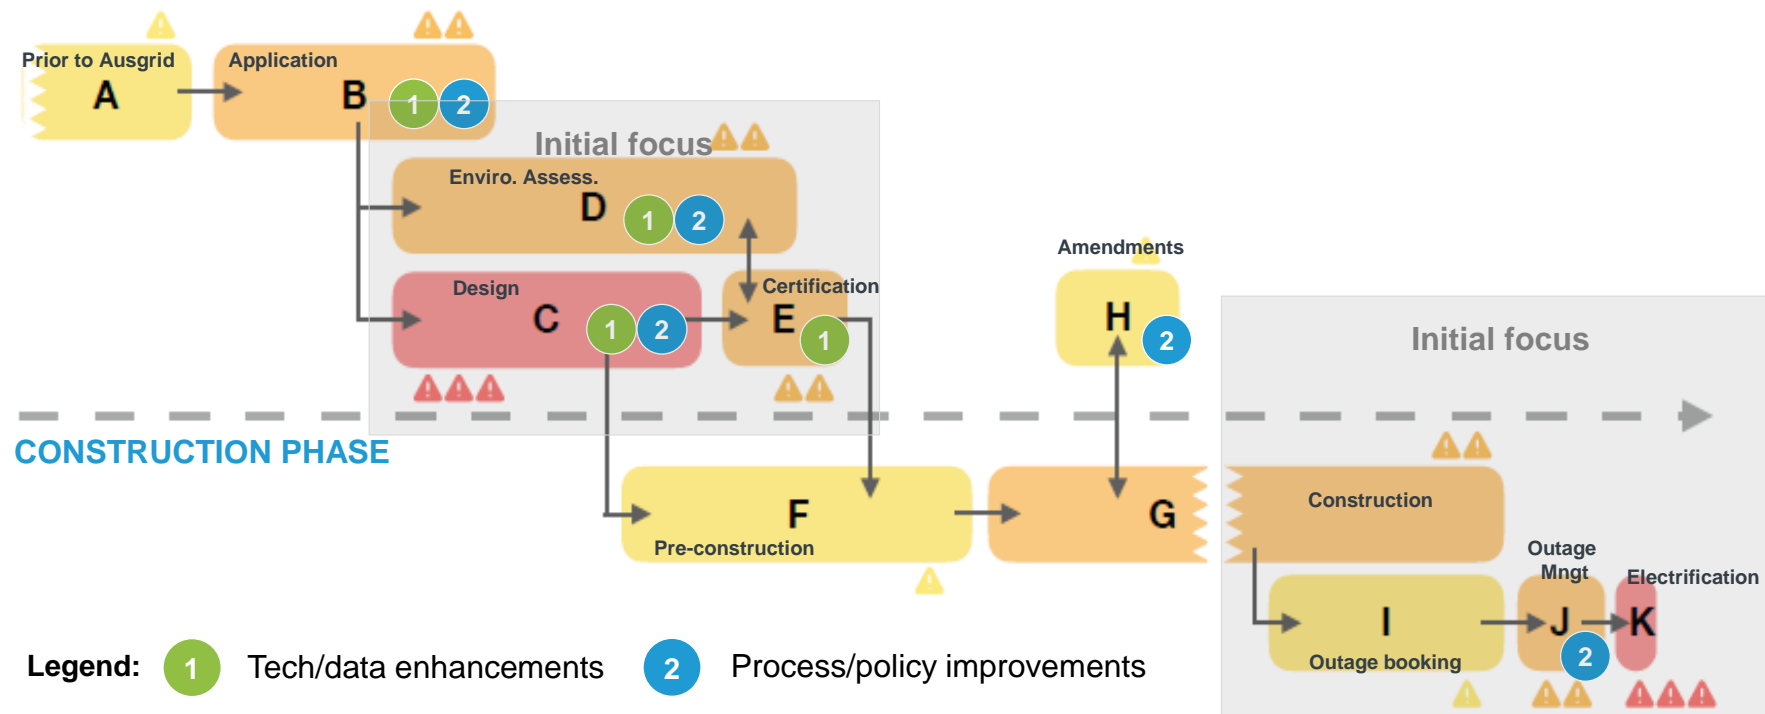 Prior to Ausgrid
A
Application
B
1
2
Initial focus
Enviro. Assess.
D
1
2
Design
C
1
2
Certification
E
1
Amendments
H
2
Initial focus
CONSTRUCTION PHASE
F
Pre-construction
G
Construction
I
Outage booking
Outage
Mngt
J
2
Electrification
K
Legend:
1
Tech/data enhancements
2
Process/policy improvements